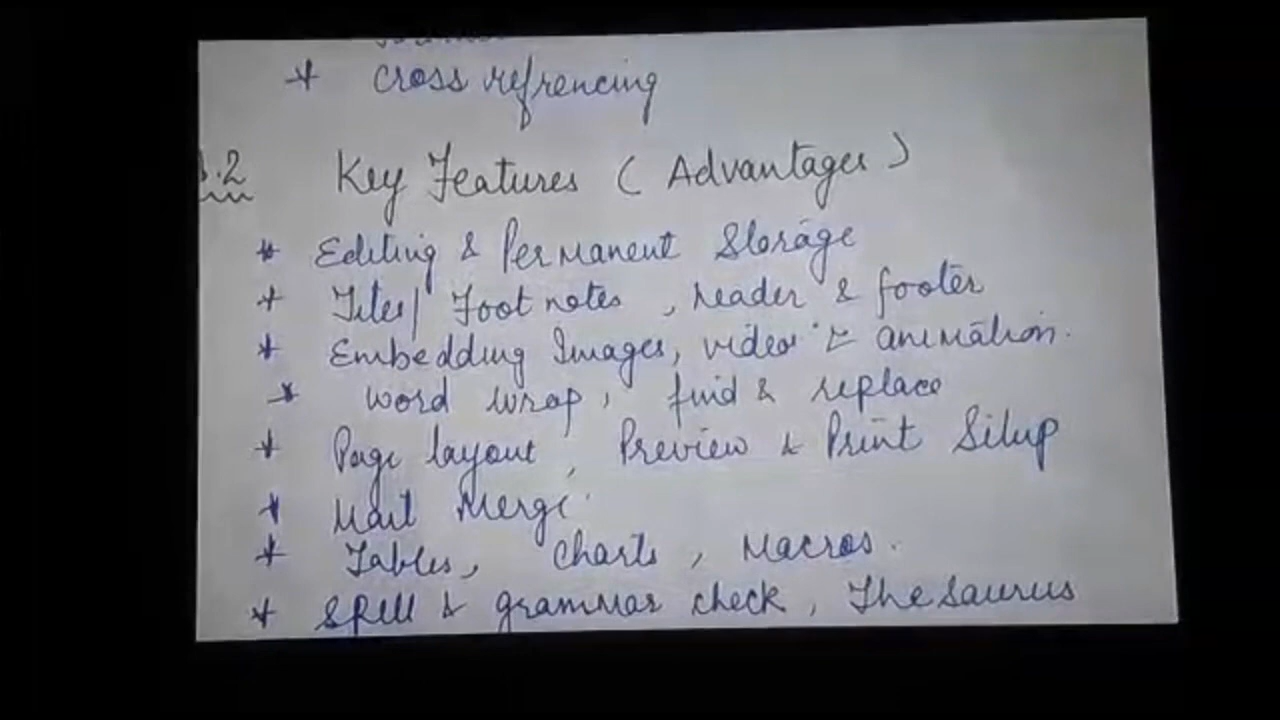 * cross refrencing
.2 Key Features ( Advantages )
* Editing & Permanent Storage
* Foot notes , header & footer
* Embedding Images, video & animation.
* word wrap, find & replace
* Page layout, Preview & Print Setup
* Mail Merge
* Tables, charts, Macros.
* Spell & grammar check, Thesaurus